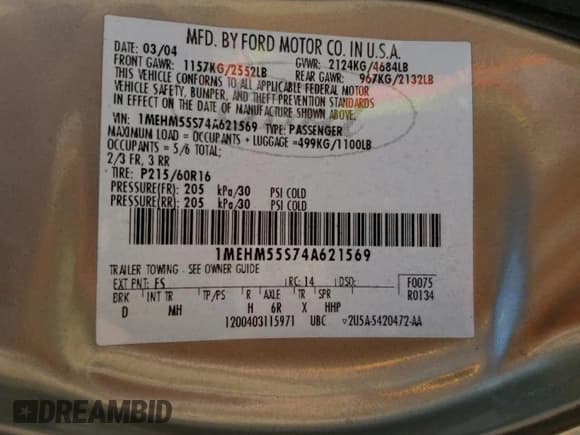 MFD. BY FORD MOTOR CO. IN U.S.A.
DATE: 03/04 GVWR: 2124KG/4684LB
FRONT GAWR: 1157KG/2552LB REAR GAWR: 967KG/2132LB
THIS VEHICLE CONFORMS TO ALL APPLICABLE FEDERAL MOTOR
VEHICLE SAFETY, BUMPER, AND THEFT PREVENTION STANDARDS
IN EFFECT ON THE DATE OF MANUFACTURE SHOWN ABOVE.
VIN: 1MEHM55S74A621569 TYPE: PASSENGER
MAXIMUM LOAD = OCCUPANTS + LUGGAGE =499KG/1100LB
OCCUPANTS = 5/6 TOTAL;
2/3 FR, 3 RR
TIRE: P215/60R16
PRESSURE(FR): 205 kPa/30 PSI COLD
PRESSURE(RR): 205 kPa/30 PSI COLD
1MEHM55S74A621569
TRAILER TOWING - SEE OWNER GUIDE
EXT PNT: FS RC: 14 DSO: F0075
BRK INT TR TP/PS R AXLE TR SPR R0134
D MH H 6R X HHP
1200403115971 UBC 2U5A-5420472-AA
DREAMBID